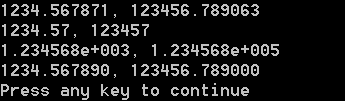 1234.567871, 123456.789063
1234.57, 123457
1.234568e+003, 1.234568e+005
1234.567890, 123456.789000
Press any key to continue